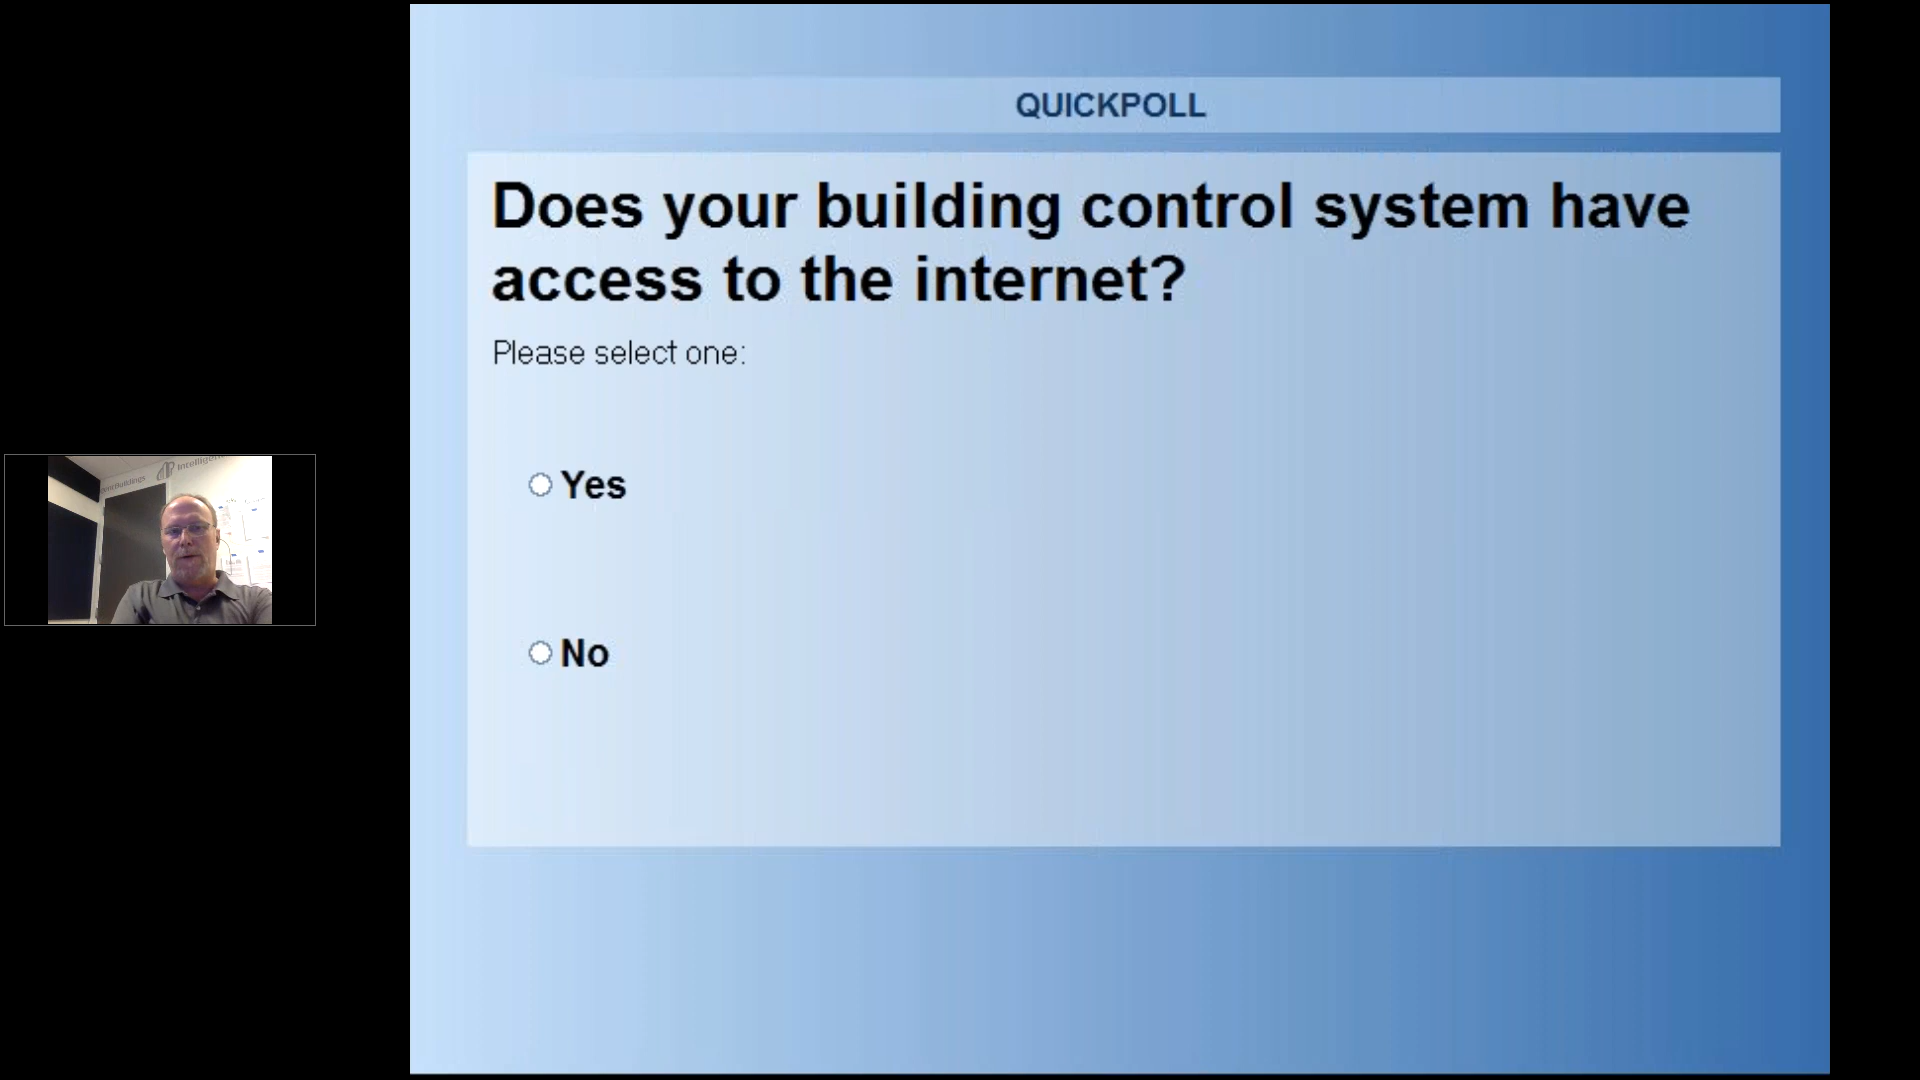 QUICKPOLL
Does your building control system have
access to the internet?
Please select one:
Yes
No